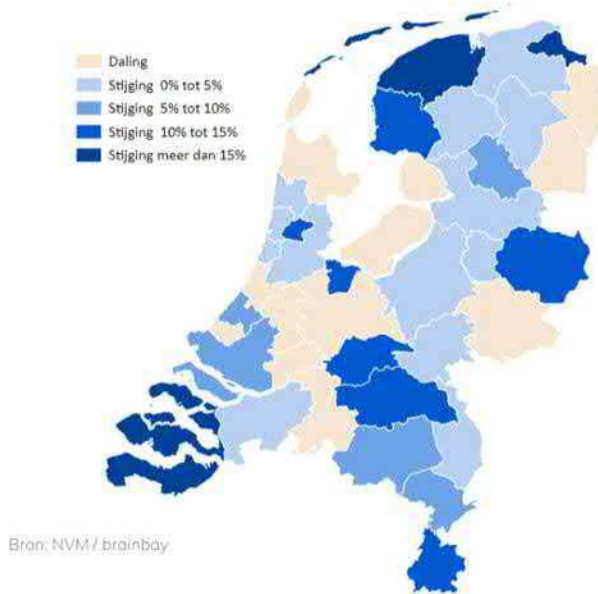 Daling
Stijging 0% tot 5%
Stijging 5% tot 10%
Stijging 10% tot 15%
Stijging meer dan 15%
Bron: NVM / brainbay